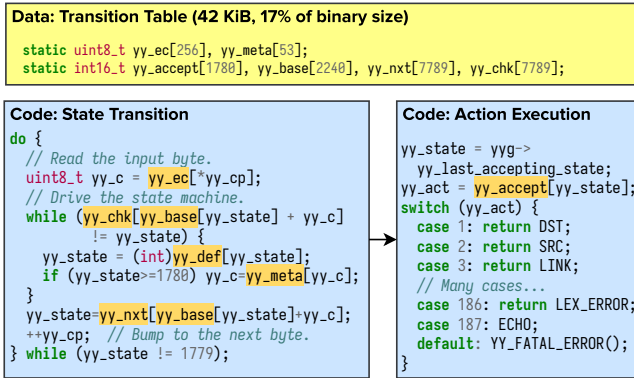 Data: Transition Table (42 KiB, 17% of binary size)
static uint8_t yy_ec[256], yy_meta[53];
static int16_t yy_accept[1780], yy_base[2240], yy_nxt[7789], yy_chk[7789];
Code: State Transition
do {
// Read the input byte.
uint8_t yy_c = yy_ec[*yy_cp];
// Drive the state machine.
while (yy_chk[yy_base[yy_state] + yy_c]
!= yy_state) {
yy_state = (int)yy_def[yy_state];
if (yy_state>=1780) yy_c=yy_meta[yy_c];
}
yy_state=yy_nxt[yy_base[yy_state]+yy_c];
++yy_cp; // Bump to the next byte.
} while (yy_state != 1779);
Code: Action Execution
yy_state = yyg->
yy_last_accepting_state;
yy_act = yy_accept[yy_state];
switch (yy_act) {
case 1: return DST;
case 2: return SRC;
case 3: return LINK;
// Many cases...
case 186: return LEX_ERROR;
case 187: ECHO;
default: YY_FATAL_ERROR();
}